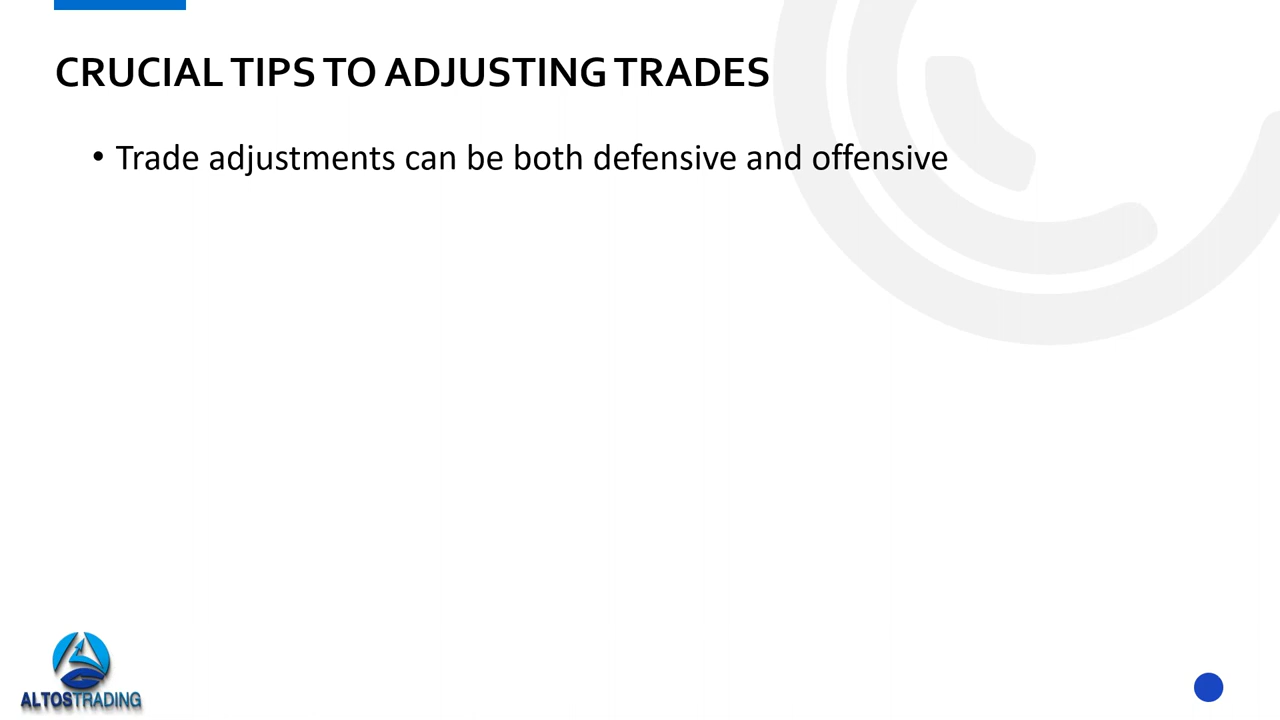 CRUCIAL TIPS TO ADJUSTING TRADES
• Trade adjustments can be both defensive and offensive
ALTOSTRADING